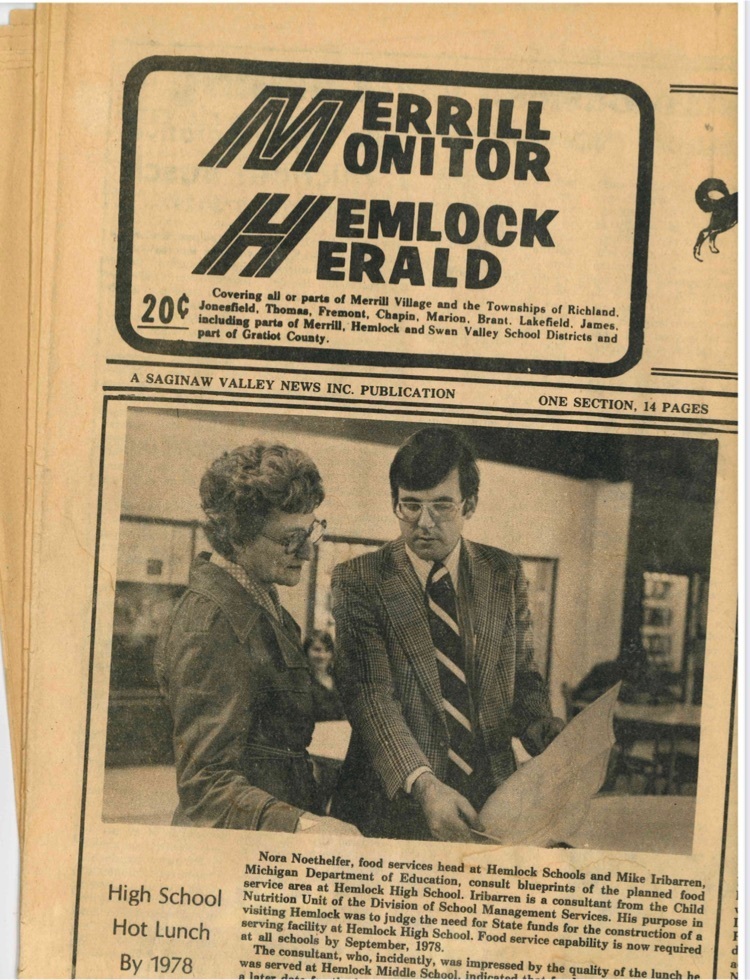 MERRILL
MONITOR
HEMLOCK
HERALD
20¢
Covering all or parts of Merrill Village and the Townships of Richland,
Jonesfield, Thomas, Fremont, Chapin, Marion, Brant, Lakefield, James,
including parts of Merrill, Hemlock and Swan Valley School Districts and
part of Gratiot County.
A SAGINAW VALLEY NEWS INC. PUBLICATION
ONE SECTION, 14 PAGES
High School
Hot Lunch
By 1978
Nora Noethelfer, food services head at Hemlock Schools and Mike Iribarren,
Michigan Department of Education, consult blueprints of the planned food
service area at Hemlock High School. Iribarren is a consultant from the Child
Nutrition Unit of the Division of School Management Services. His purpose in
visiting Hemlock was to judge the need for State funds for the construction of a
serving facility at Hemlock High School. Food service capability is now required
at all schools by September, 1978.
The consultant, who, incidently, was impressed by the quality of the lunch he
was served at Hemlock Middle School, indicated that
a later date